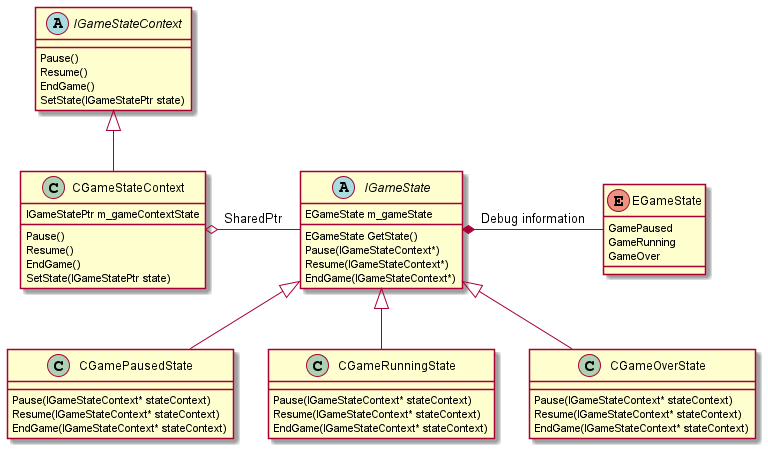 A IGameStateContext
Pause()
Resume()
EndGame()
SetState(IGameStatePtr state)
C CGameStateContext
IGameStatePtr m_gameContextState
Pause()
Resume()
EndGame()
SetState(IGameStatePtr state)
SharedPtr
A IGameState
EGameState m_gameState
EGameState GetState()
Pause(IGameStateContext*)
Resume(IGameStateContext*)
EndGame(IGameStateContext*)
Debug information
E EGameState
GamePaused
GameRunning
GameOver
C CGamePausedState
Pause(IGameStateContext* stateContext)
Resume(IGameStateContext* stateContext)
EndGame(IGameStateContext* stateContext)
C CGameRunningState
Pause(IGameStateContext* stateContext)
Resume(IGameStateContext* stateContext)
EndGame(IGameStateContext* stateContext)
C CGameOverState
Pause(IGameStateContext* stateContext)
Resume(IGameStateContext* stateContext)
EndGame(IGameStateContext* stateContext)